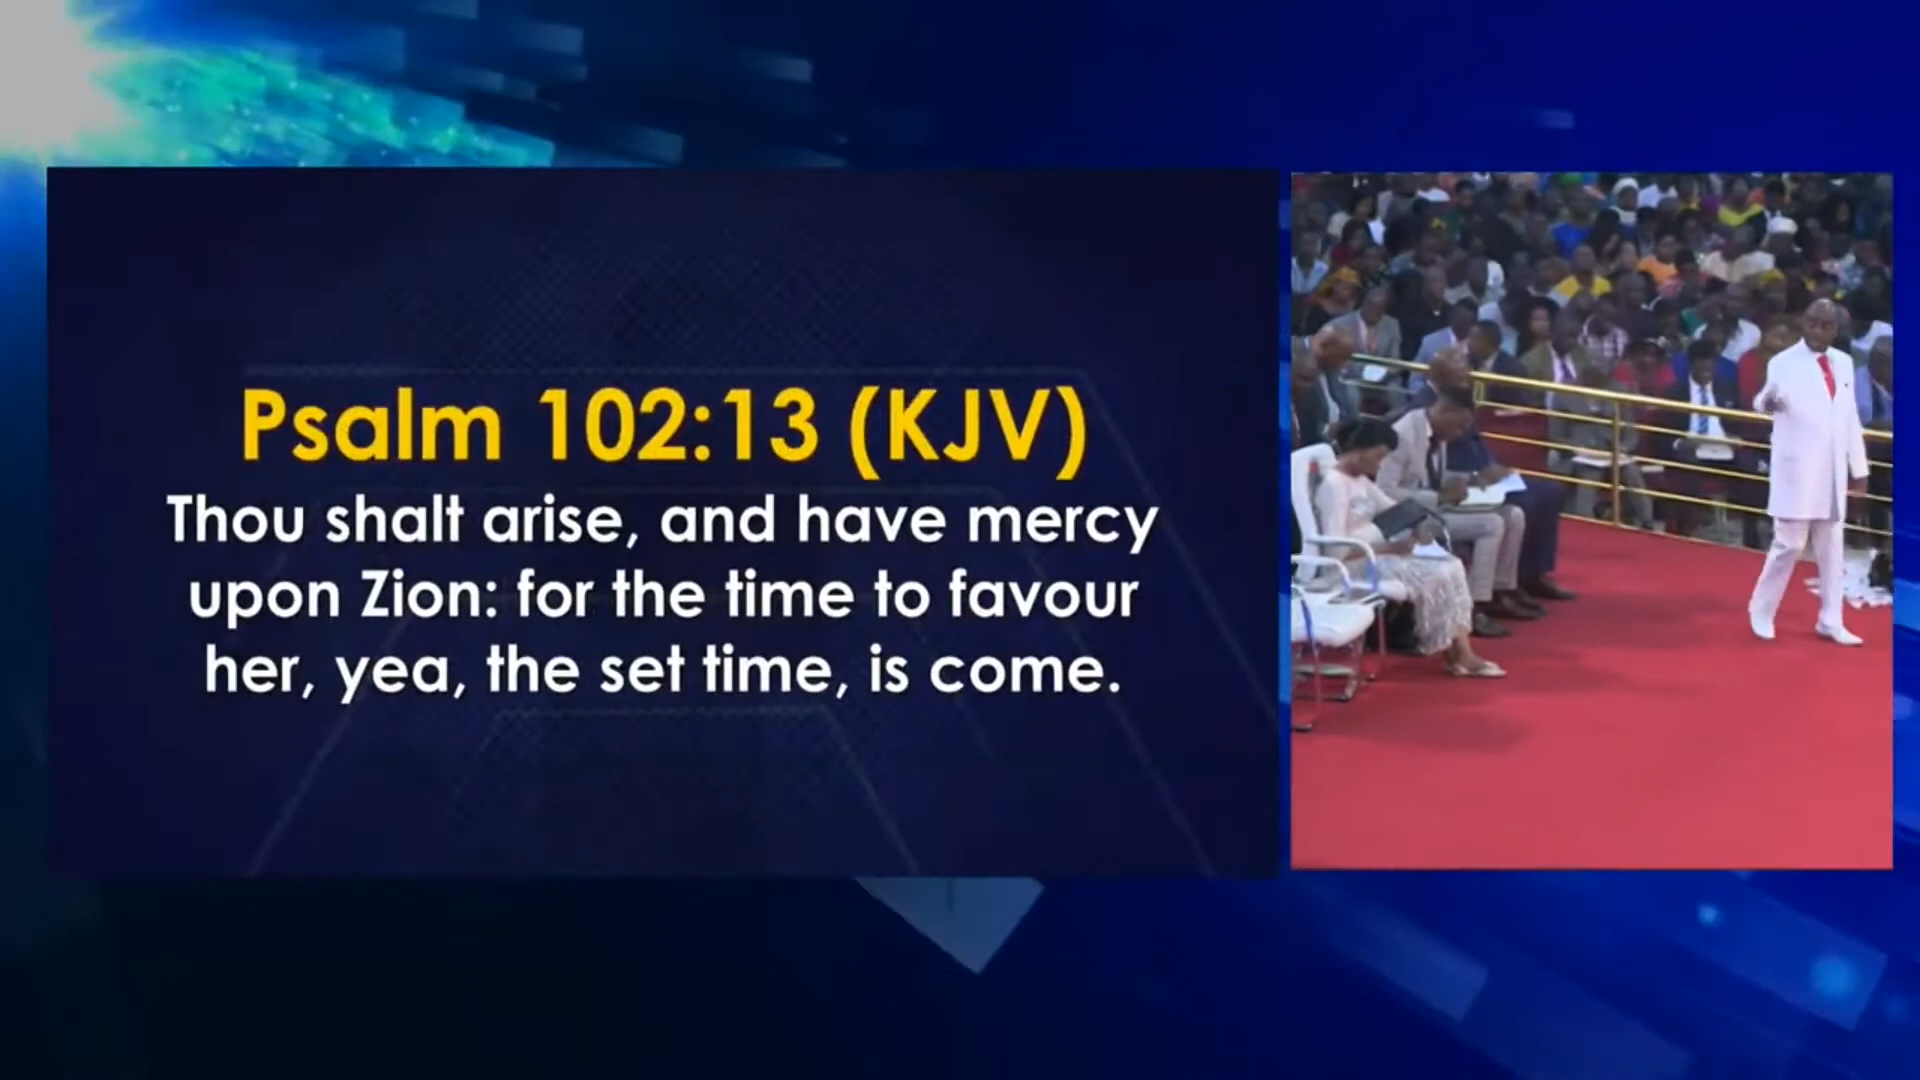 Psalm 102:13 (KJV)
Thou shalt arise, and have mercy
upon Zion: for the time to favour
her, yea, the set time, is come.